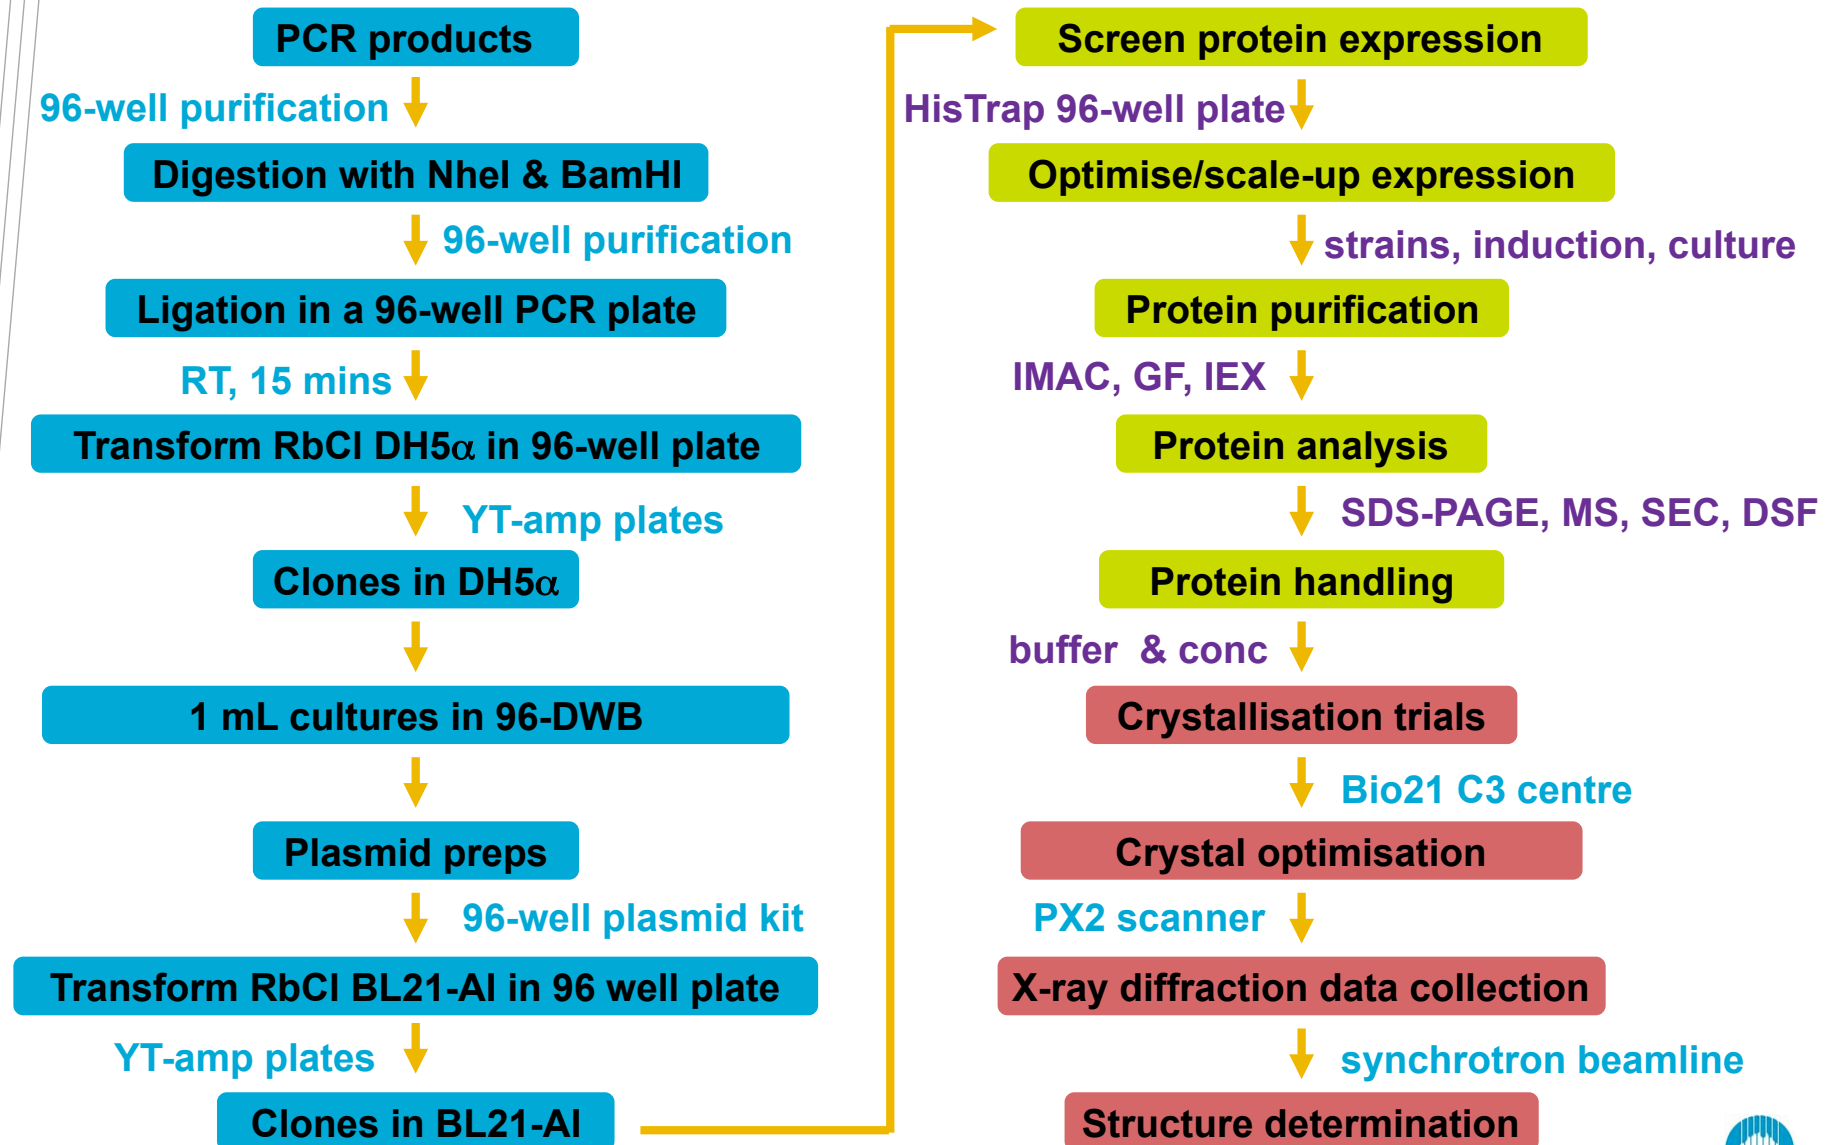 PCR products
96-well purification
Digestion with NheI & BamHI
96-well purification
Ligation in a 96-well PCR plate
RT, 15 mins
Transform RbCl DH5α in 96-well plate
YT-amp plates
Clones in DH5α
1 mL cultures in 96-DWB
Plasmid preps
96-well plasmid kit
Transform RbCl BL21-AI in 96 well plate
YT-amp plates
Clones in BL21-AI
Screen protein expression
HisTrap 96-well plate
Optimise/scale-up expression
strains, induction, culture
Protein purification
IMAC, GF, IEX
Protein analysis
SDS-PAGE, MS, SEC, DSF
Protein handling
buffer & conc
Crystallisation trials
Bio21 C3 centre
Crystal optimisation
PX2 scanner
X-ray diffraction data collection
synchrotron beamline
Structure determination